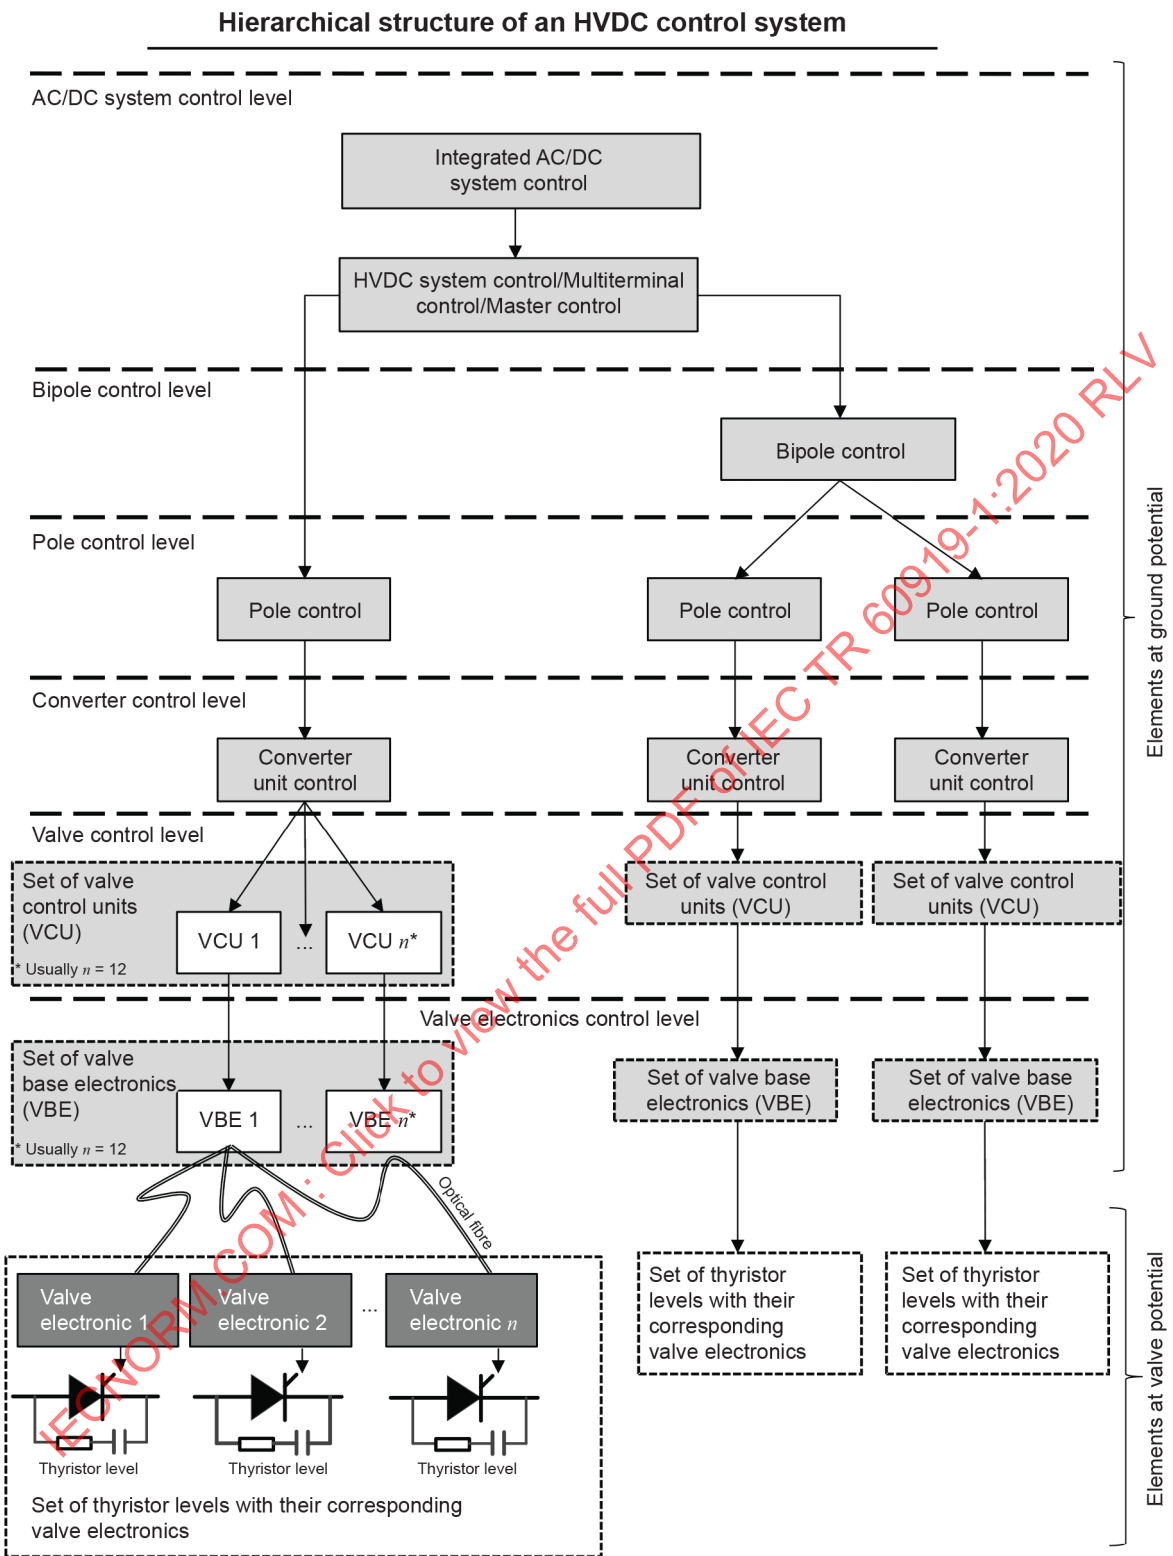 Hierarchical structure of an HVDC control system
AC/DC system control level
Integrated AC/DC
system control
HVDC system control/Multiterminal
control/Master control
Bipole control level
Bipole control
Pole control level
Pole control
Pole control
Pole control
Converter control level
Converter
unit control
Converter
unit control
Converter
unit control
Valve control level
Set of valve
control units
(VCU)
VCU 1
...
VCU n*
* Usually n = 12
Set of valve control
units (VCU)
Set of valve control
units (VCU)
Valve electronics control level
Set of valve
base electronics
(VBE)
VBE 1
...
VBE n*
* Usually n = 12
Set of valve base
electronics (VBE)
Set of valve base
electronics (VBE)
Optical fibre
Valve
electronic 1
Valve
electronic 2
...
Valve
electronic n
Thyristor level
Thyristor level
Thyristor level
Set of thyristor levels with their corresponding
valve electronics
Set of thyristor
levels with their
corresponding
valve electronics
Set of thyristor
levels with their
corresponding
valve electronics
Elements at ground potential
Elements at valve potential
IECNORM.COM : Click to view the full PDF of IEC TR 60919-1:2020 RLV